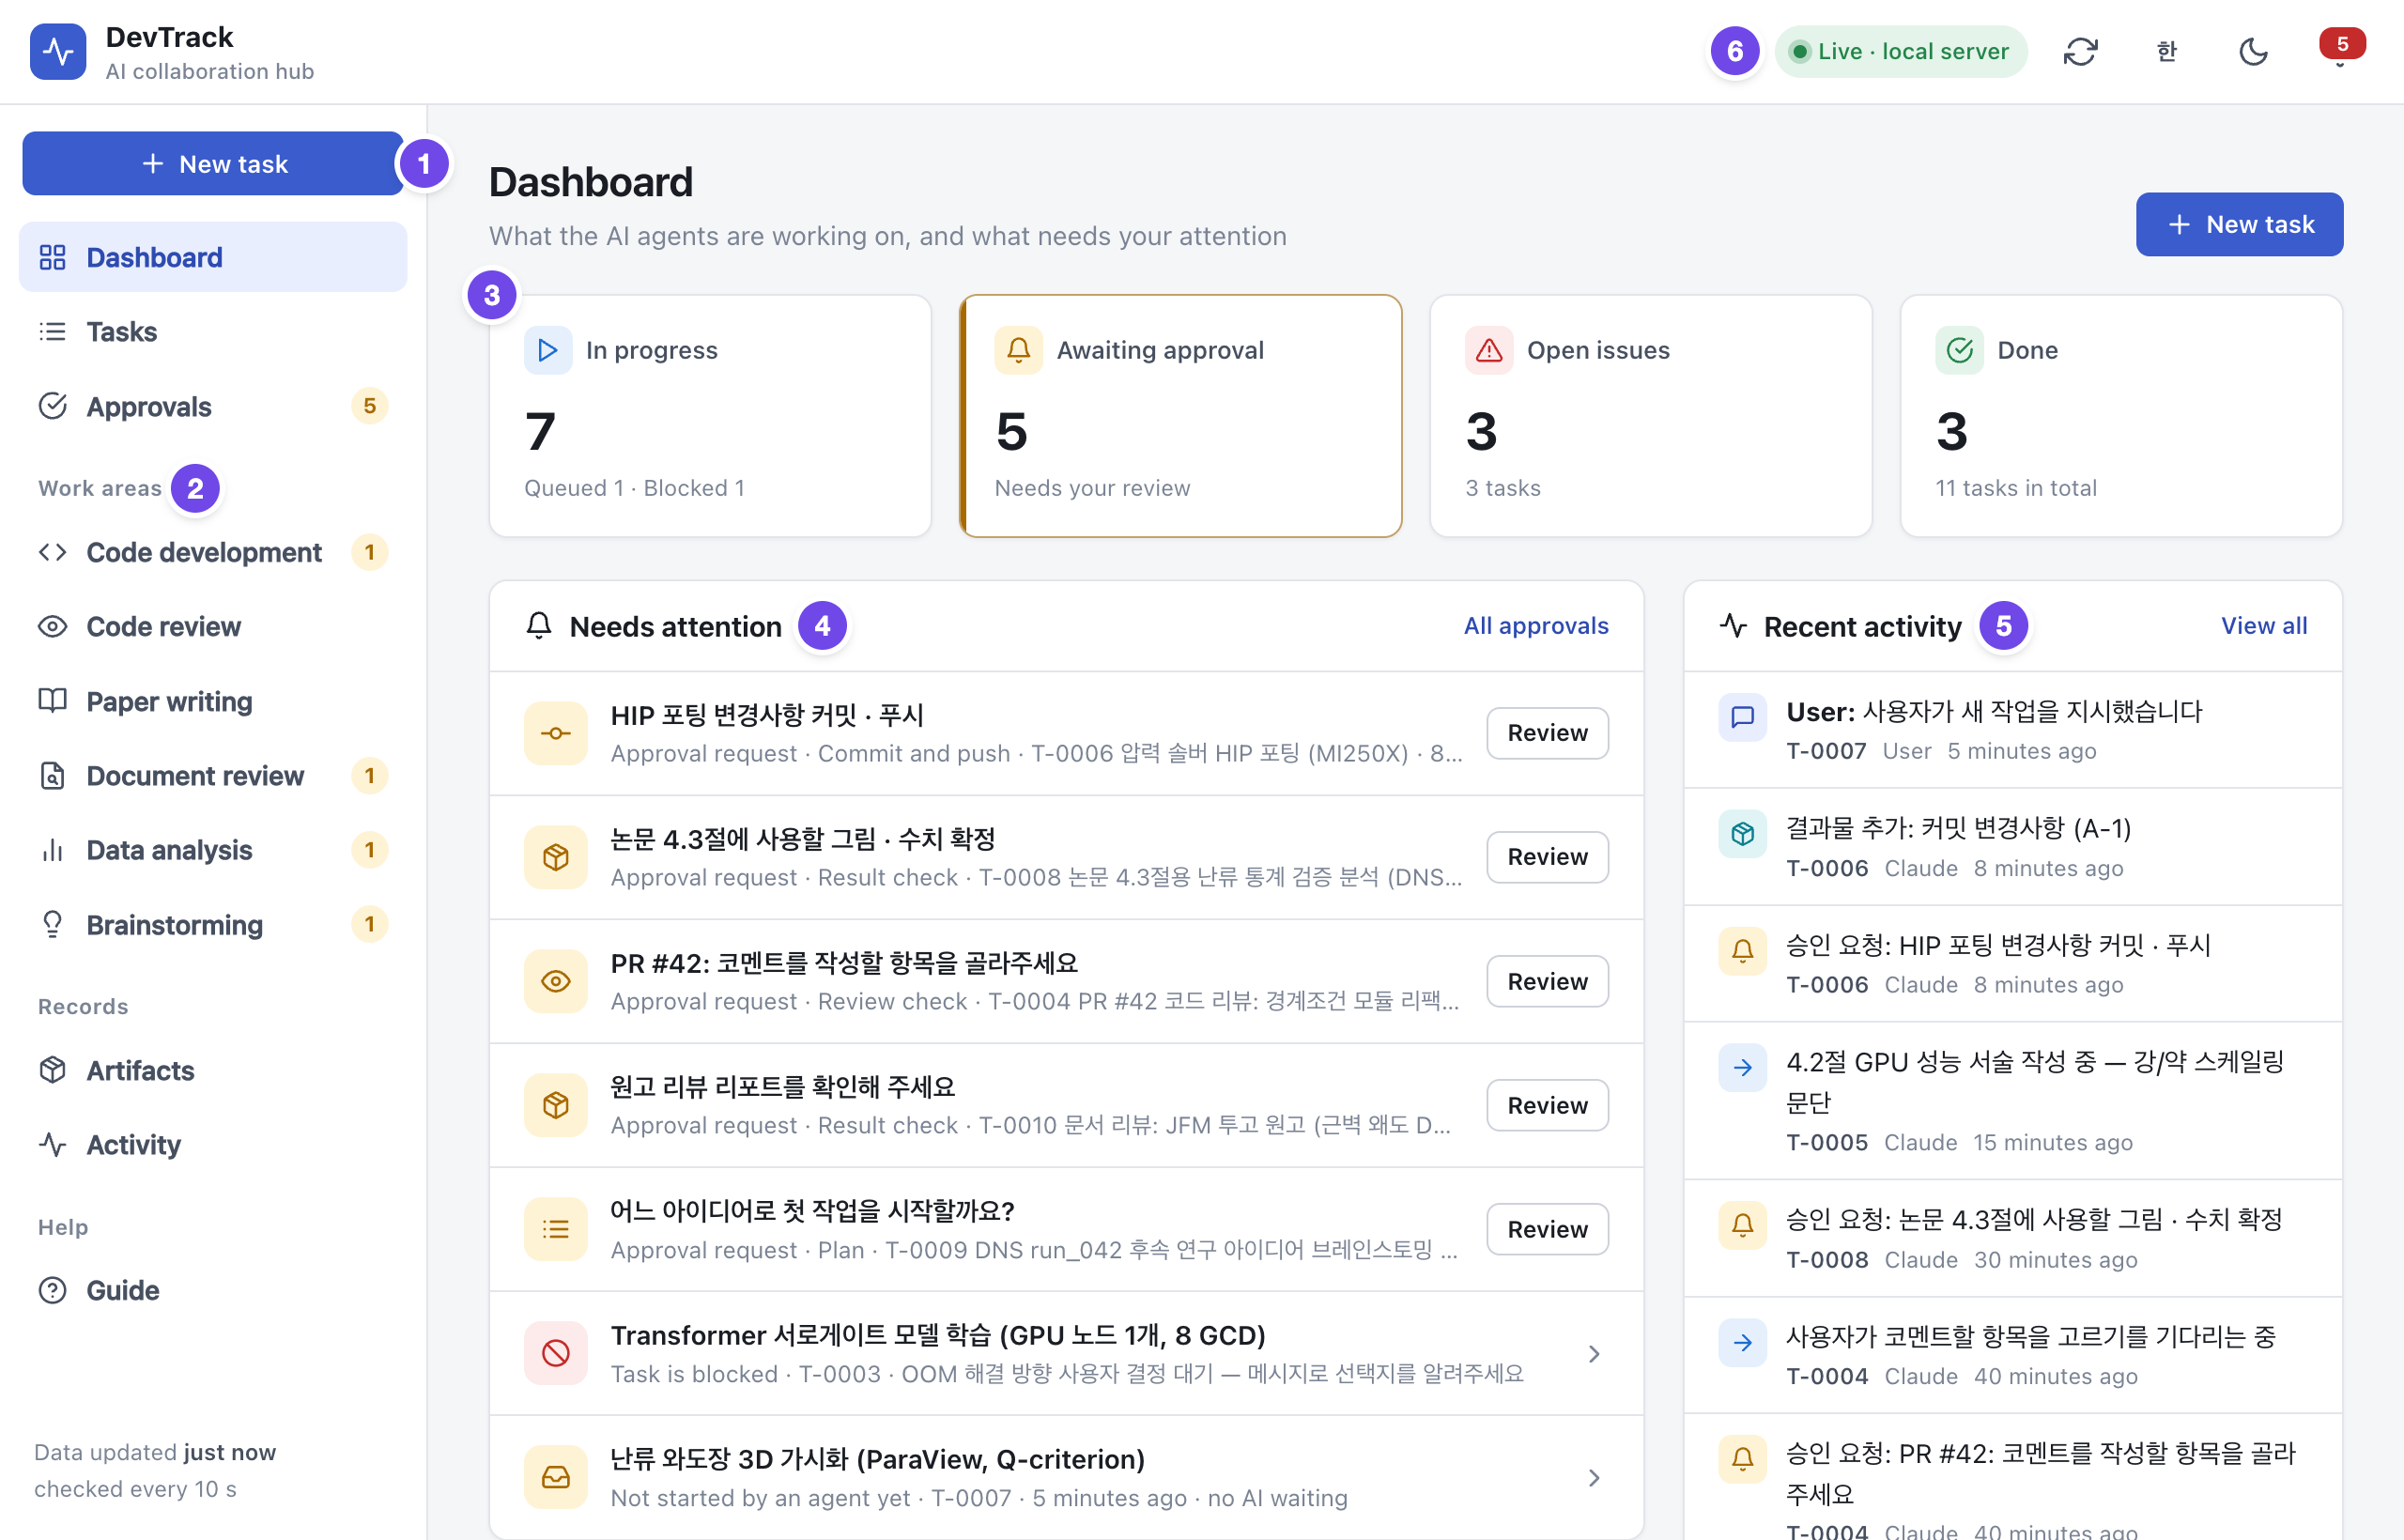 DevTrack
AI collaboration hub
6
Live · local server
한
5
New task
1
Dashboard
Tasks
Approvals
5
Work areas
2
Code development
1
Code review
Paper writing
Document review
1
Data analysis
1
Brainstorming
1
Records
Artifacts
Activity
Help
Guide
Data updated just now
checked every 10 s
Dashboard
What the AI agents are working on, and what needs your attention
New task
3
In progress
7
Queued 1 · Blocked 1
Awaiting approval
5
Needs your review
Open issues
3
3 tasks
Done
3
11 tasks in total
Needs attention
4
All approvals
HIP 포팅 변경사항 커밋 · 푸시
Approval request · Commit and push · T-0006 압력 솔버 HIP 포팅 (MI250X) · 8...
Review
논문 4.3절에 사용할 그림 · 수치 확정
Approval request · Result check · T-0008 논문 4.3절용 난류 통계 검증 분석 (DNS...
Review
PR #42: 코멘트를 작성할 항목을 골라주세요
Approval request · Review check · T-0004 PR #42 코드 리뷰: 경계조건 모듈 리팩...
Review
원고 리뷰 리포트를 확인해 주세요
Approval request · Result check · T-0010 문서 리뷰: JFM 투고 원고 (근벽 왜도 D...
Review
어느 아이디어로 첫 작업을 시작할까요?
Approval request · Plan · T-0009 DNS run_042 후속 연구 아이디어 브레인스토밍 ...
Review
Transformer 서로게이트 모델 학습 (GPU 노드 1개, 8 GCD)
Task is blocked · T-0003 · OOM 해결 방향 사용자 결정 대기 — 메시지로 선택지를 알려주세요
난류 와도장 3D 가시화 (ParaView, Q-criterion)
Not started by an agent yet · T-0007 · 5 minutes ago · no AI waiting
Recent activity
5
View all
User: 사용자가 새 작업을 지시했습니다
T-0007 User 5 minutes ago
결과물 추가: 커밋 변경사항 (A-1)
T-0006 Claude 8 minutes ago
승인 요청: HIP 포팅 변경사항 커밋 · 푸시
T-0006 Claude 8 minutes ago
4.2절 GPU 성능 서술 작성 중 — 강/약 스케일링
문단
T-0005 Claude 15 minutes ago
승인 요청: 논문 4.3절에 사용할 그림 · 수치 확정
T-0008 Claude 30 minutes ago
사용자가 코멘트할 항목을 고르기를 기다리는 중
T-0004 Claude 40 minutes ago
승인 요청: PR #42: 코멘트를 작성할 항목을 골라
주세요
T-0004 Claude 40 minutes ago